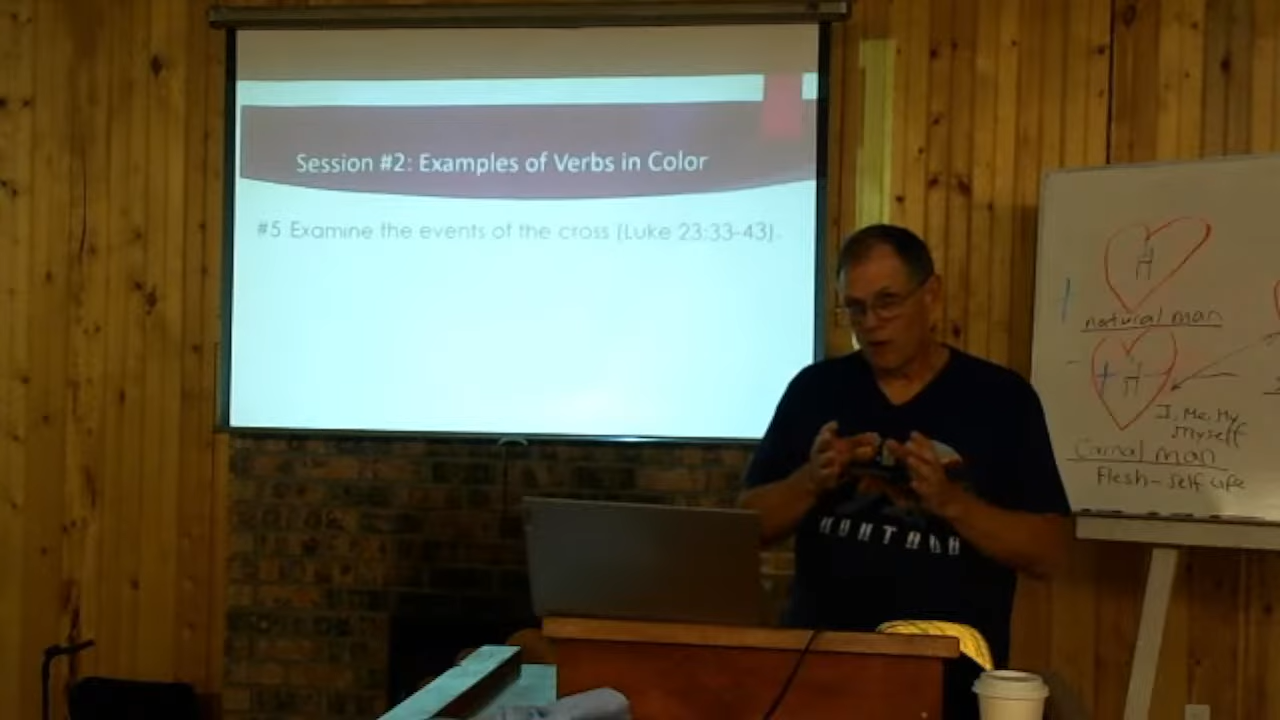 Session #2: Examples of Verbs in Color
#5 Examine the events of the cross (Luke 23:33-43).
H
natural man
H
I, Me, My
Myself
Carnal man
Flesh - Self Life
MONTANA